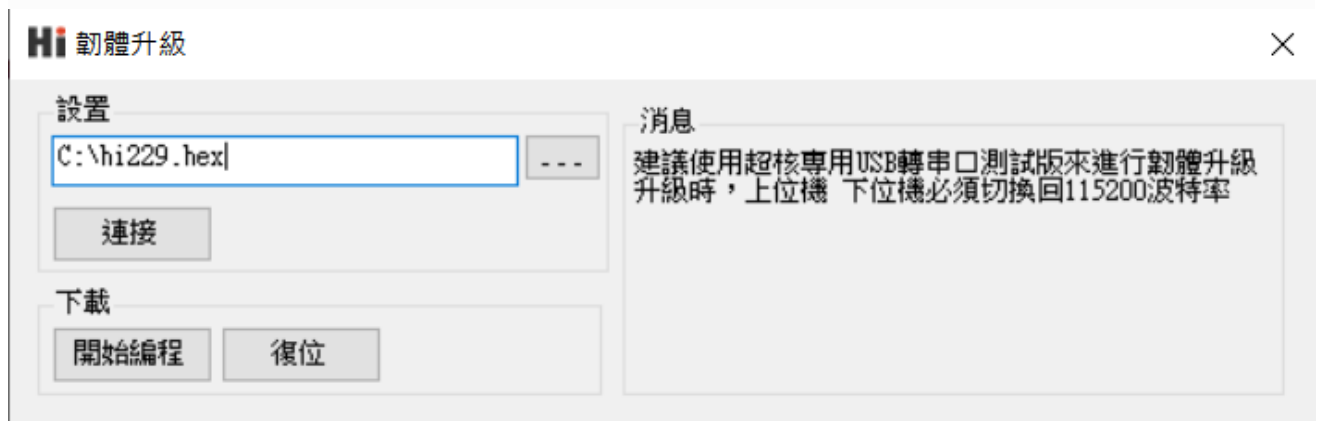 Hi 韌體升級
設置
C:\hi229.hex
...
連接
下載
開始編程
復位
消息
建議使用超核專用USB轉串口測試版來進行韌體升級
升級時，上位機 下位機必須切換回115200波特率